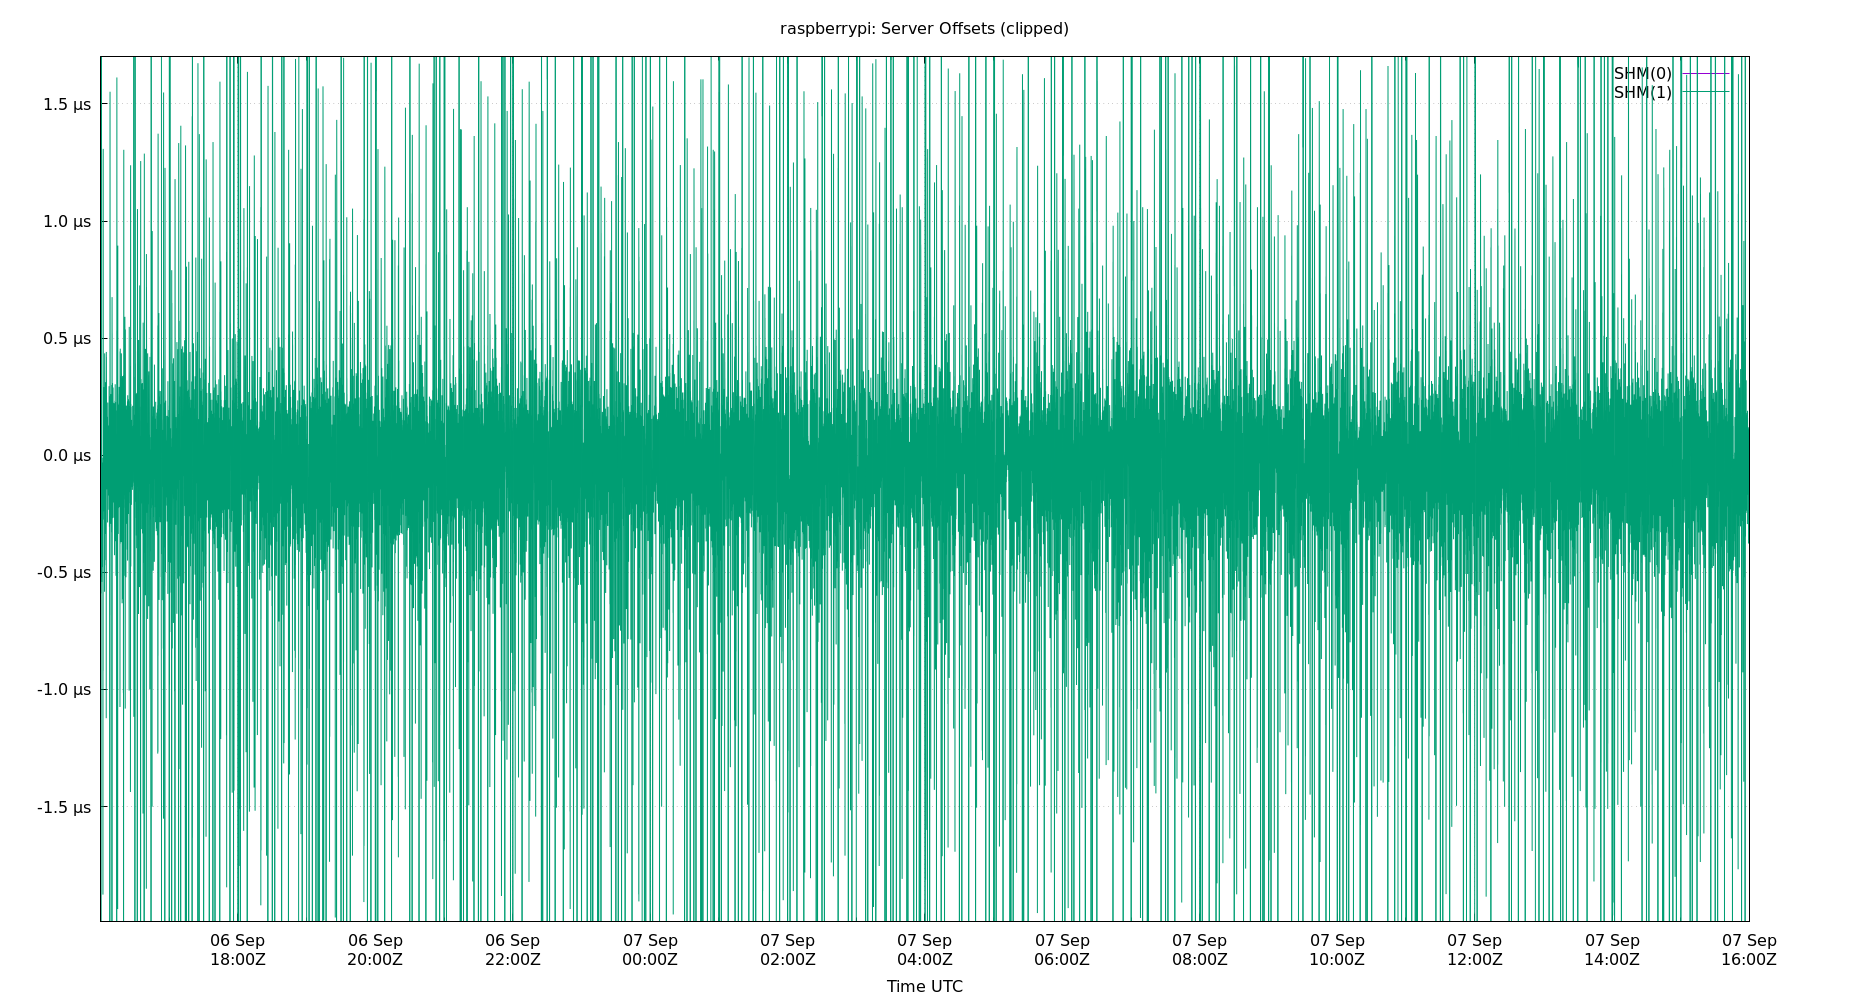 raspberrypi: Server Offsets (clipped)
SHM(0)
SHM(1)
1.5 µs
1.0 µs
0.5 µs
0.0 µs
-0.5 µs
-1.0 µs
-1.5 µs
06 Sep 06 Sep 06 Sep 07 Sep 07 Sep 07 Sep 07 Sep 07 Sep 07 Sep 07 Sep 07 Sep 07 Sep
18:00Z 20:00Z 22:00Z 00:00Z 02:00Z 04:00Z 06:00Z 08:00Z 10:00Z 12:00Z 14:00Z 16:00Z
Time UTC